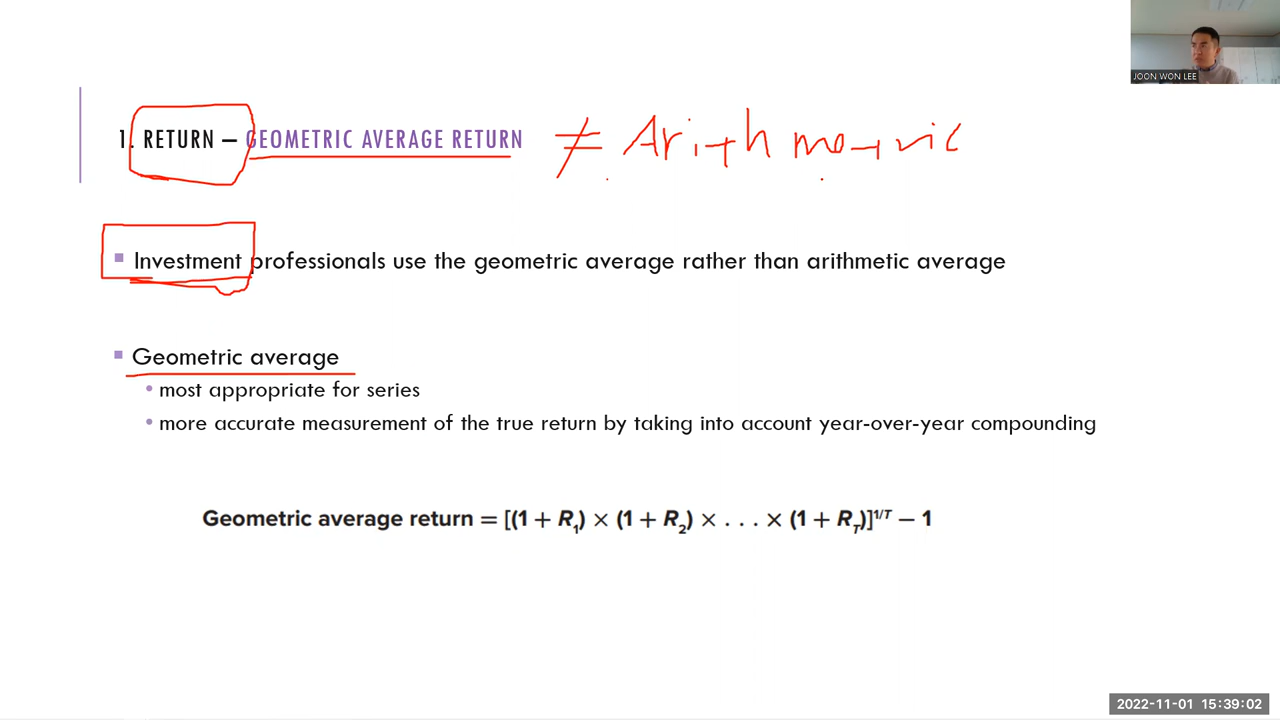 JOON WON LEE
1. RETURN – GEOMETRIC AVERAGE RETURN ≠ Arithmetric
Investment professionals use the geometric average rather than arithmetic average
Geometric average
most appropriate for series
more accurate measurement of the true return by taking into account year-over-year compounding
Geometric average return = [(1 + R₁) × (1 + R₂) × . . . × (1 + R_T)]^1/T – 1
2022-11-01 15:39:02